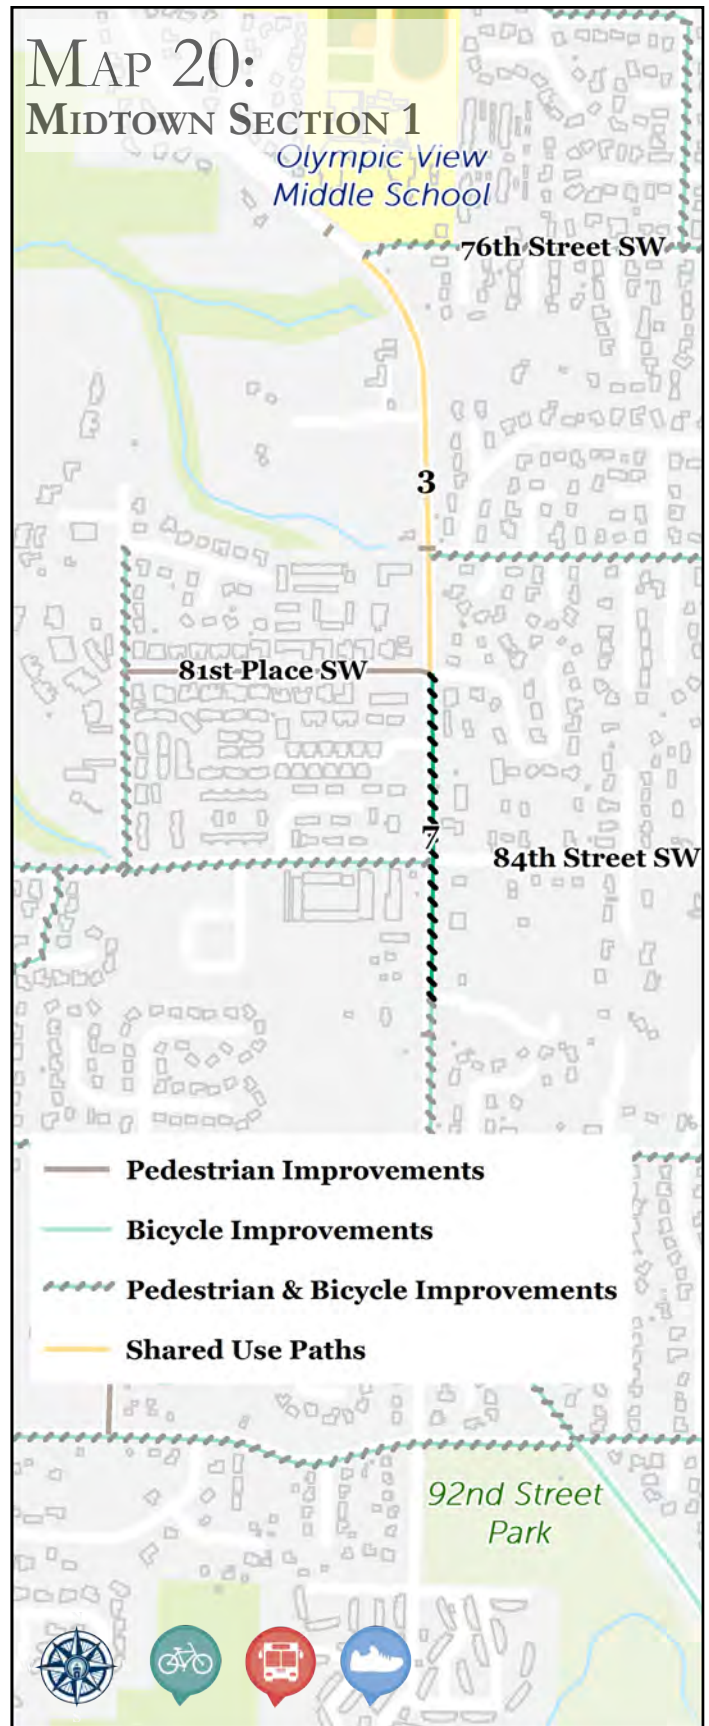 MAP 20:
MIDTOWN SECTION 1
Olympic View
Middle School
76th Street SW
3
81st Place SW
7
84th Street SW
Pedestrian Improvements
Bicycle Improvements
Pedestrian & Bicycle Improvements
Shared Use Paths
92nd Street
Park